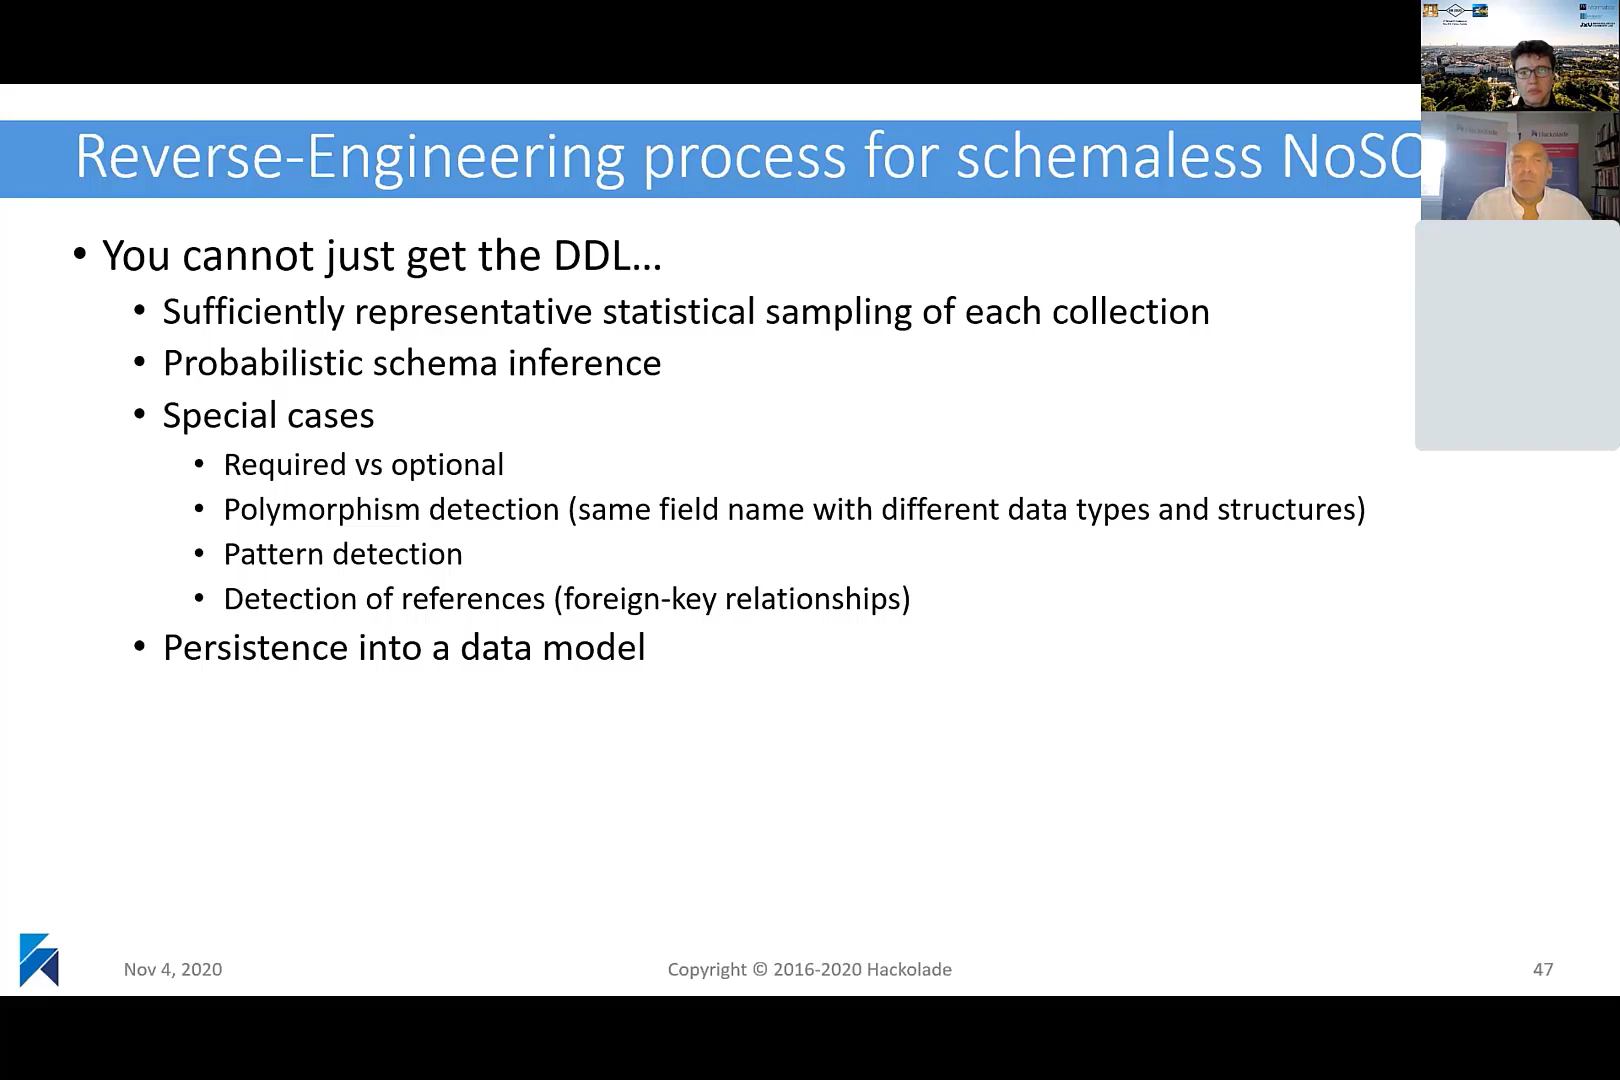 Reverse-Engineering process for schemaless NoSQ
• You cannot just get the DDL...
• Sufficiently representative statistical sampling of each collection
• Probabilistic schema inference
• Special cases
• Required vs optional
• Polymorphism detection (same field name with different data types and structures)
• Pattern detection
• Detection of references (foreign-key relationships)
• Persistence into a data model
Nov 4, 2020
Copyright © 2016-2020 Hackolade
47
Hackolade
Hackolade